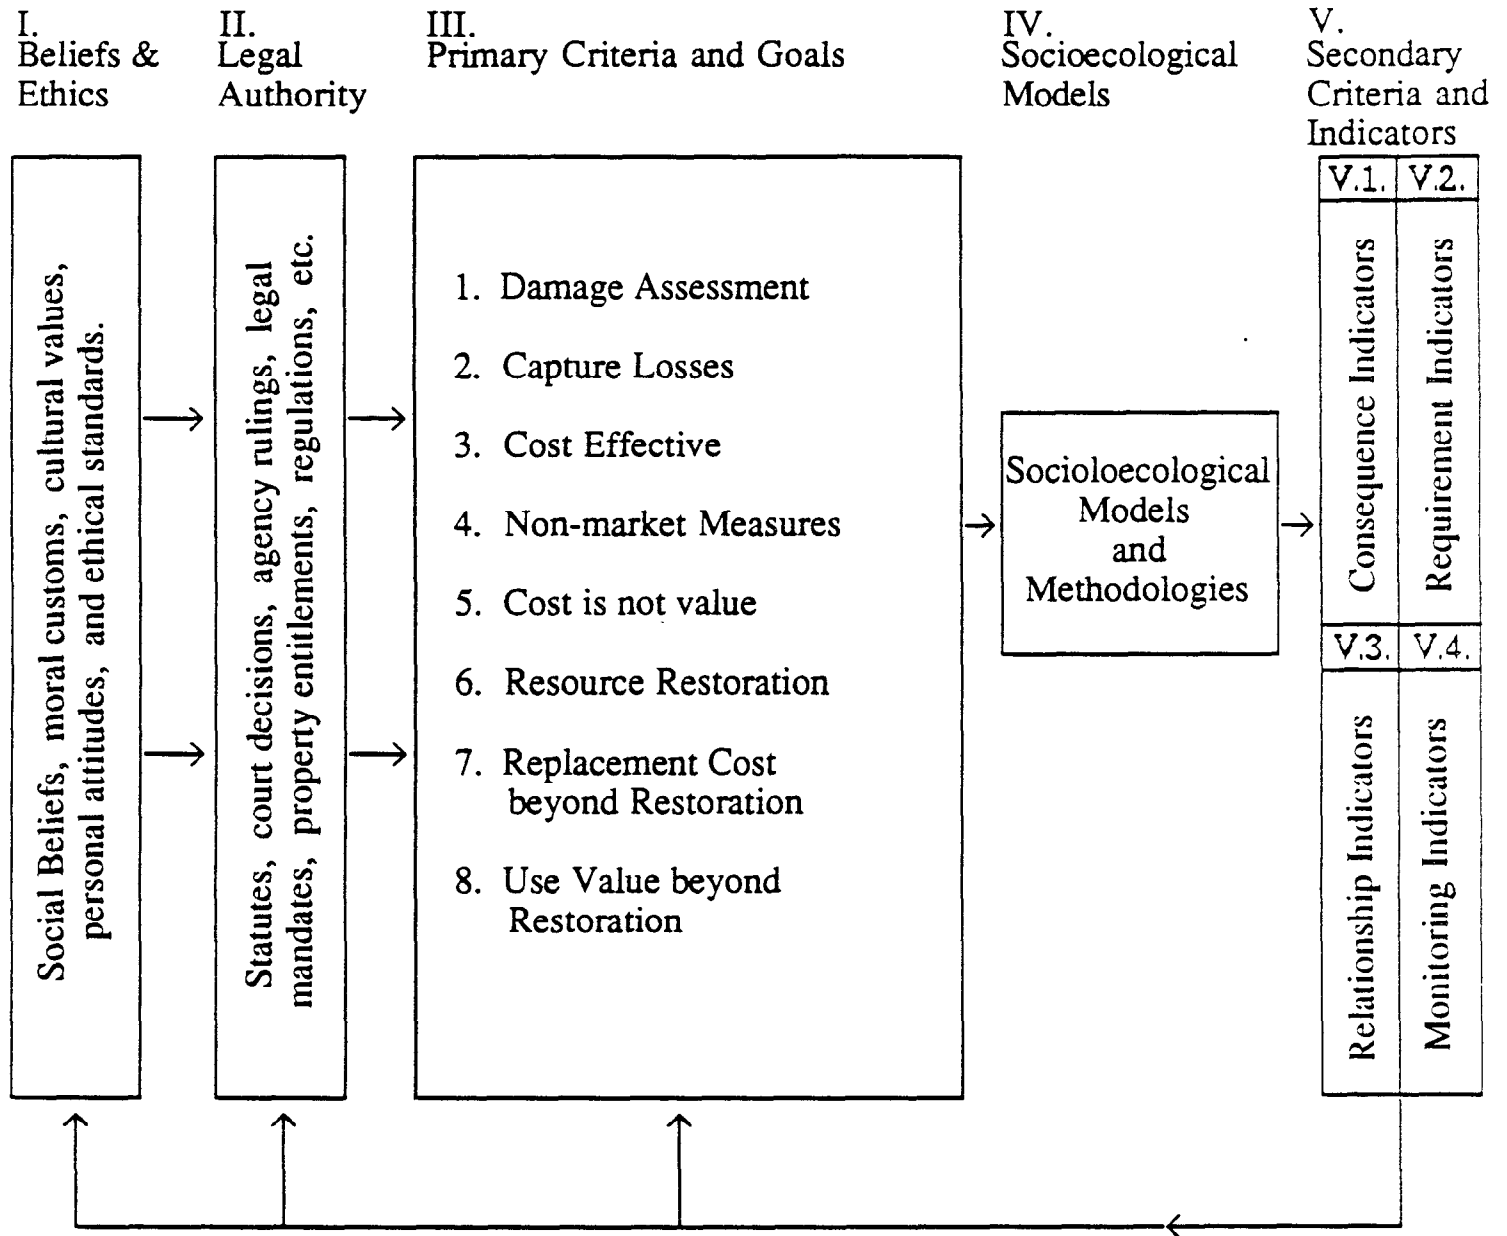 I.
Beliefs &
Ethics
II.
Legal
Authority
III.
Primary Criteria and Goals
IV.
Socioecological
Models
V.
Secondary
Criteria and
Indicators
Social Beliefs, moral customs, cultural values,
personal attitudes, and ethical standards.
Statutes, court decisions, agency rulings, legal
mandates, property entitlements, regulations, etc.
1. Damage Assessment
2. Capture Losses
3. Cost Effective
4. Non-market Measures
5. Cost is not value
6. Resource Restoration
7. Replacement Cost
beyond Restoration
8. Use Value beyond
Restoration
Socioloecological
Models
and
Methodologies
V.1. V.2.
Consequence Indicators
Requirement Indicators
V.3. V.4.
Relationship Indicators
Monitoring Indicators